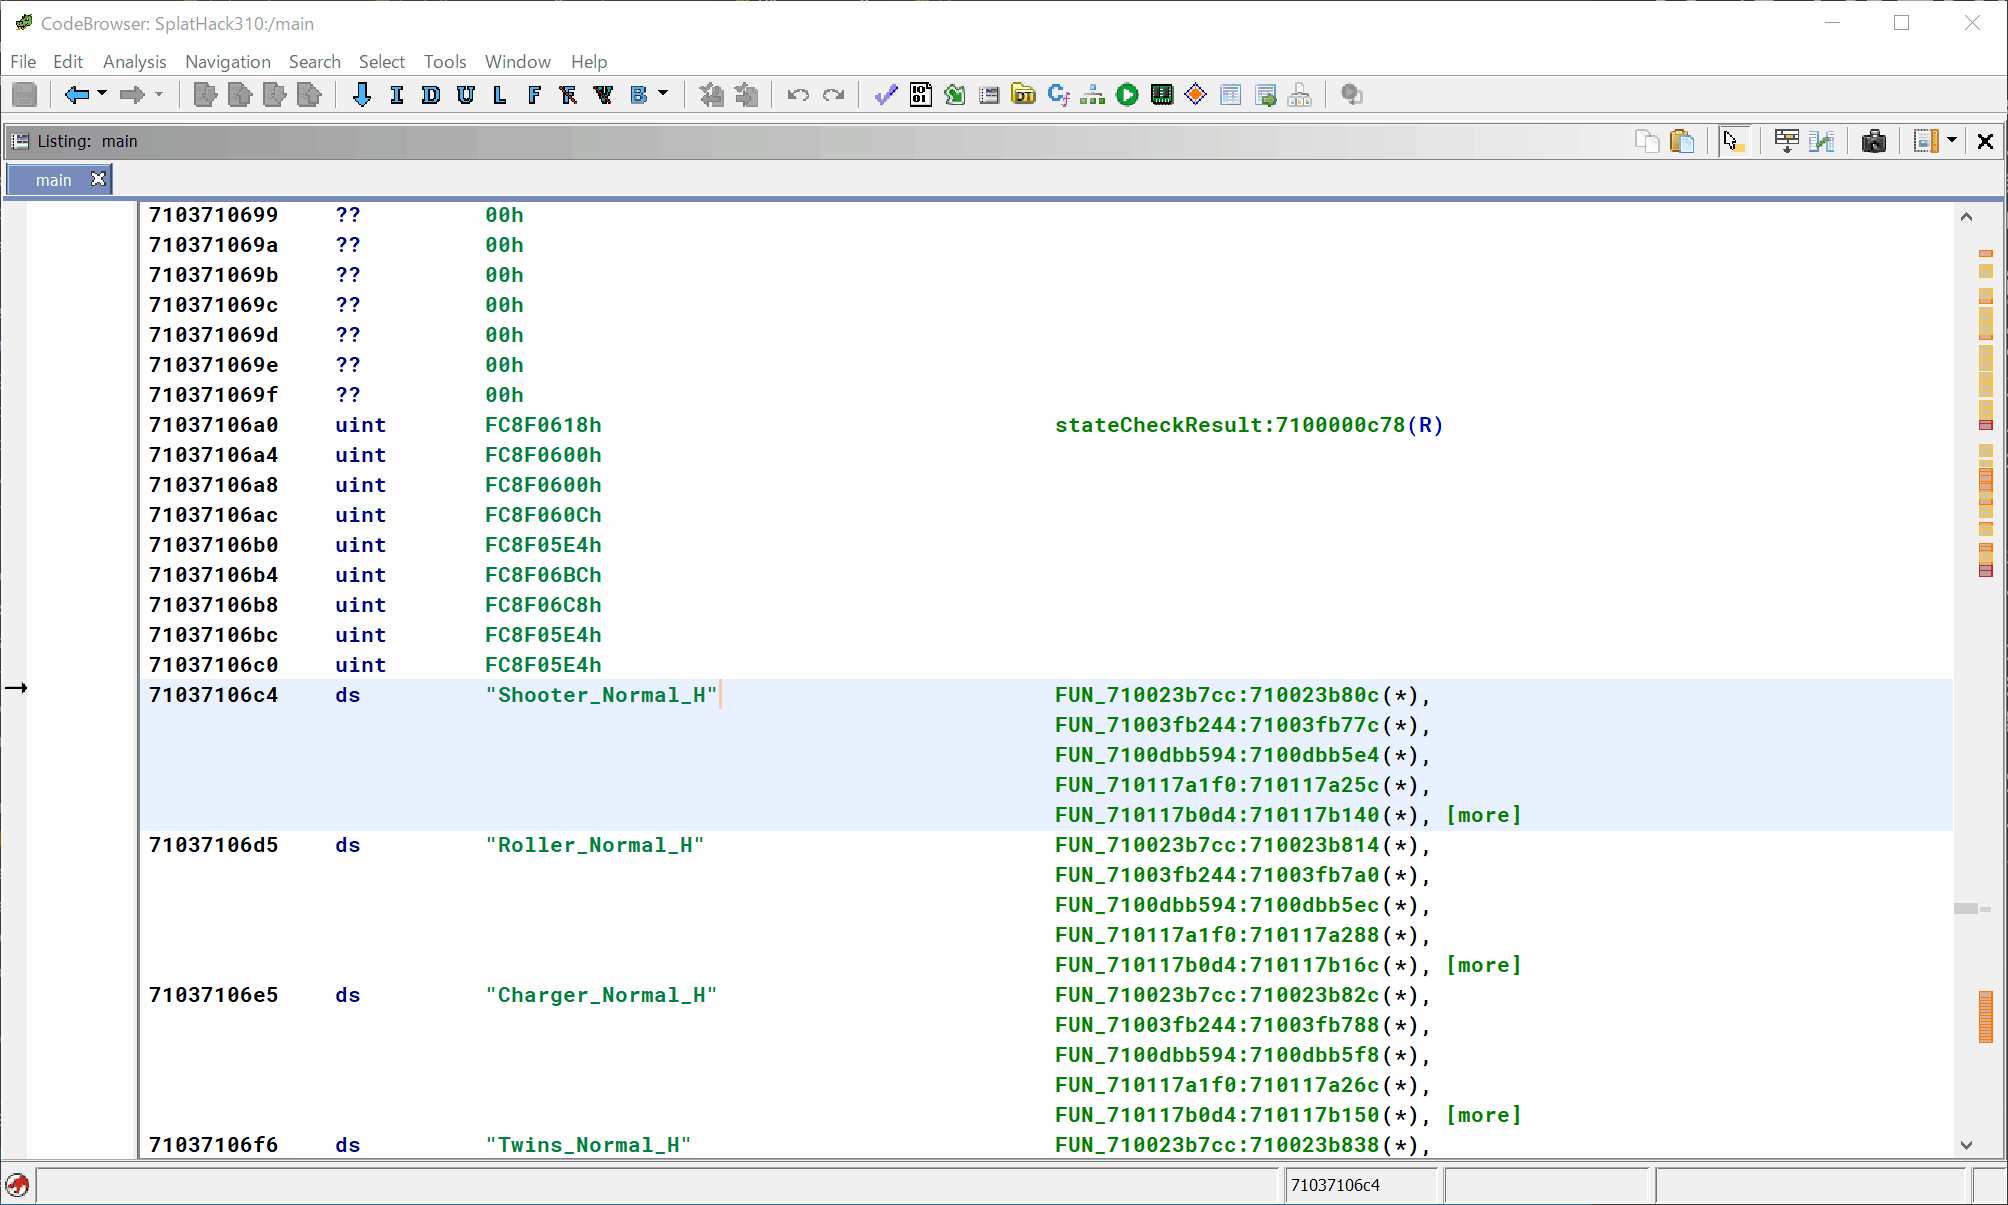 CodeBrowser: SplatHack310:/main
File Edit Analysis Navigation Search Select Tools Window Help
I D U L F B
Listing: main
main
7103710699 ?? 00h
710371069a ?? 00h
710371069b ?? 00h
710371069c ?? 00h
710371069d ?? 00h
710371069e ?? 00h
710371069f ?? 00h
71037106a0 uint FC8F0618h stateCheckResult:7100000c78(R)
71037106a4 uint FC8F0600h
71037106a8 uint FC8F0600h
71037106ac uint FC8F060Ch
71037106b0 uint FC8F05E4h
71037106b4 uint FC8F06BCh
71037106b8 uint FC8F06C8h
71037106bc uint FC8F05E4h
71037106c0 uint FC8F05E4h
71037106c4 ds "Shooter_Normal_H" FUN_710023b7cc:710023b80c(*),
FUN_71003fb244:71003fb77c(*),
FUN_7100dbb594:7100dbb5e4(*),
FUN_710117a1f0:710117a25c(*),
FUN_710117b0d4:710117b140(*), [more]
71037106d5 ds "Roller_Normal_H" FUN_710023b7cc:710023b814(*),
FUN_71003fb244:71003fb7a0(*),
FUN_7100dbb594:7100dbb5ec(*),
FUN_710117a1f0:710117a288(*),
FUN_710117b0d4:710117b16c(*), [more]
71037106e5 ds "Charger_Normal_H" FUN_710023b7cc:710023b82c(*),
FUN_71003fb244:71003fb788(*),
FUN_7100dbb594:7100dbb5f8(*),
FUN_710117a1f0:710117a26c(*),
FUN_710117b0d4:710117b150(*), [more]
71037106f6 ds "Twins_Normal_H" FUN_710023b7cc:710023b838(*),
71037106c4